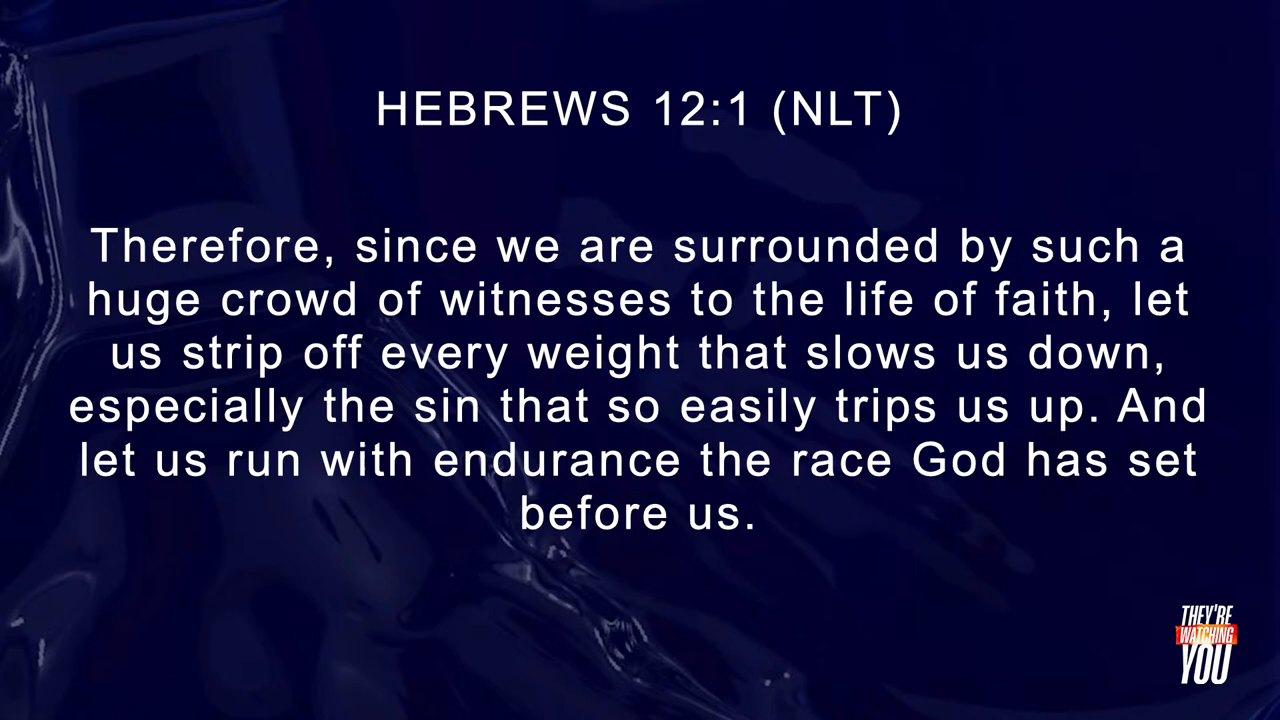 HEBREWS 12:1 (NLT)
Therefore, since we are surrounded by such a
huge crowd of witnesses to the life of faith, let
us strip off every weight that slows us down,
especially the sin that so easily trips us up. And
let us run with endurance the race God has set
before us.
THEY'RE
WATCHING
YOU